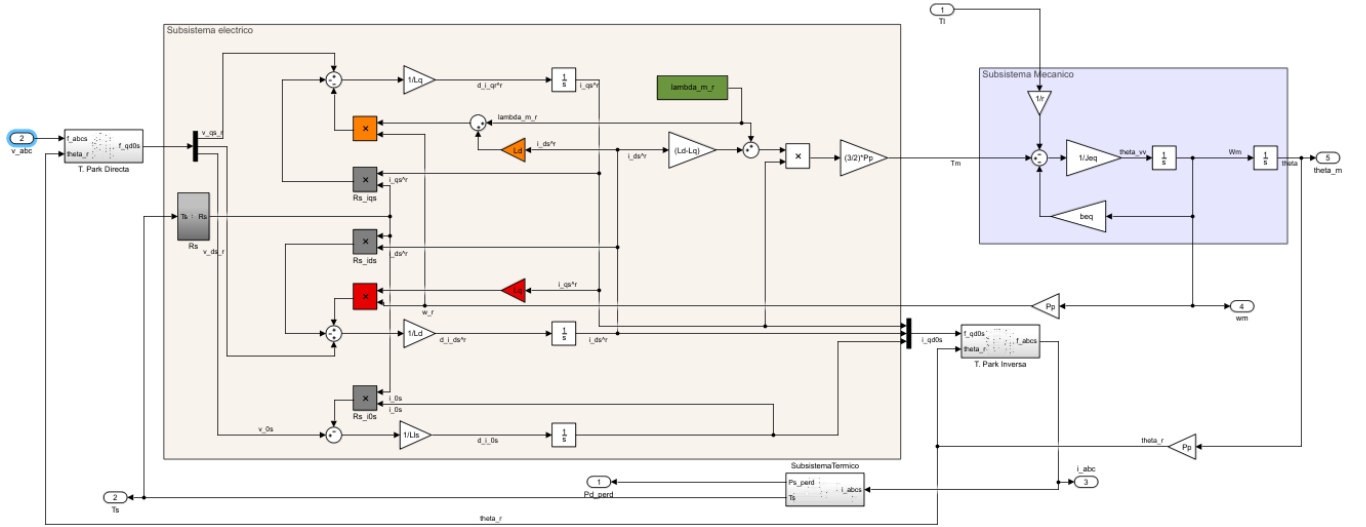 1
Tl
Subsistema electrico
Subsistema Mecanico
1/Lq
d_i_qr^r
1
s
i_qs^r
lambda_m_r
1/r
2
v_abc
f_abcs
theta_r
f_qd0s
T. Park Directa
v_qs_r
×
lambda_m_r
Ld
i_ds^r
i_ds^r
(Ld-Lq)
×
(3/2)*Pp
Tm
1/Jeq
theta_vv
1
s
Wm
1
s
theta
5
theta_m
×
Rs_iqs
i_qs^r
Ts
Rs
Rs
v_ds_r
beq
×
Rs_ids
i_ds^r
×
Lq
i_qs^r
w_r
Pp
4
wm
1/Ld
d_i_ds^r
1
s
i_ds^r
i_qd0s
f_qd0s
theta_r
f_abcs
T. Park Inversa
×
Rs_i0s
i_0s
i_0s
v_0s
1/Lls
d_i_0s
1
s
theta_r
Pp
SubsistemaTermico
1
Pd_perd
Ps_perd
Ts
i_abcs
i_abc
3
2
Ts
theta_r